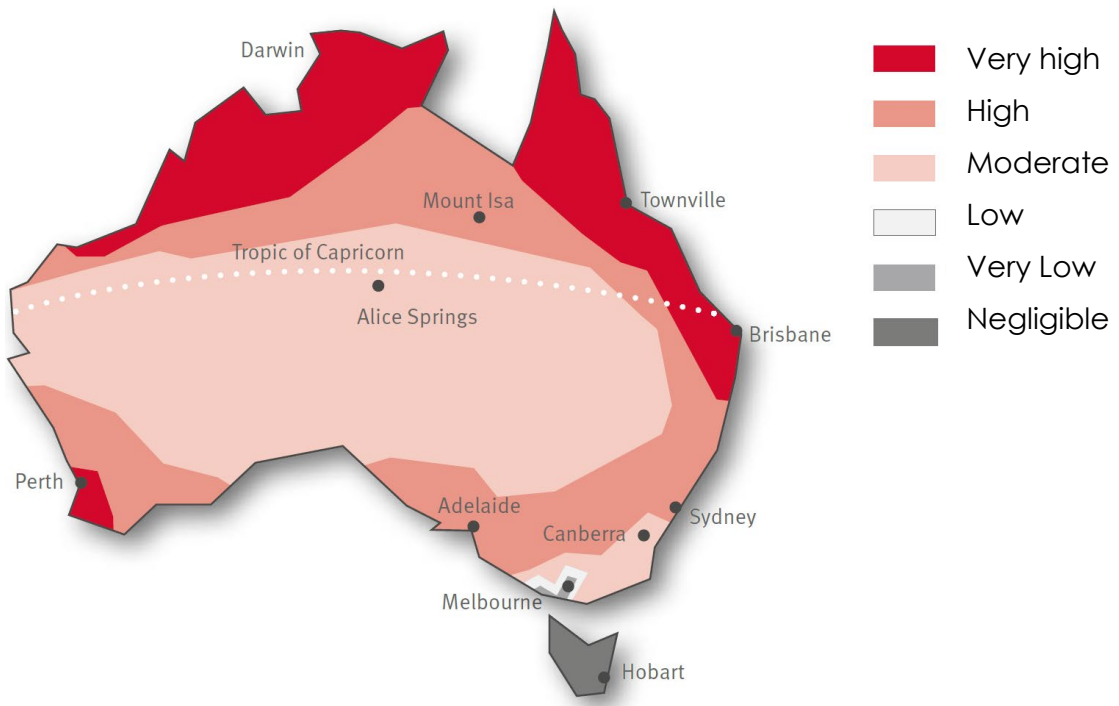 Darwin
Mount Isa
Townville
Tropic of Capricorn
Alice Springs
Brisbane
Perth
Adelaide
Sydney
Canberra
Melbourne
Hobart
Very high
High
Moderate
Low
Very Low
Negligible